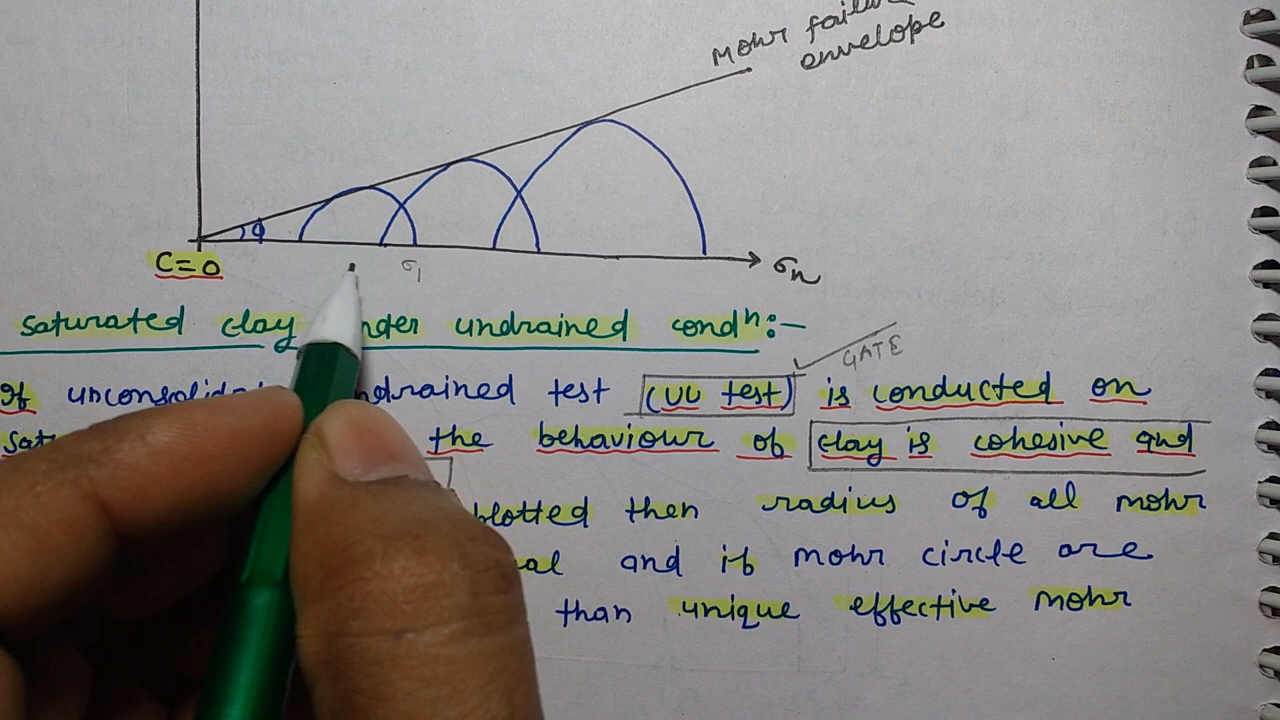 Mohr
envelope
ϕ
C=0
σ1
σn
saturated clay under undrained condn:-
GATE
If undrained test (UU test) is conducted on
the behaviour of clay is cohesive and
plotted then radius of all mohr
and if mohr circle are
than unique effective mohr